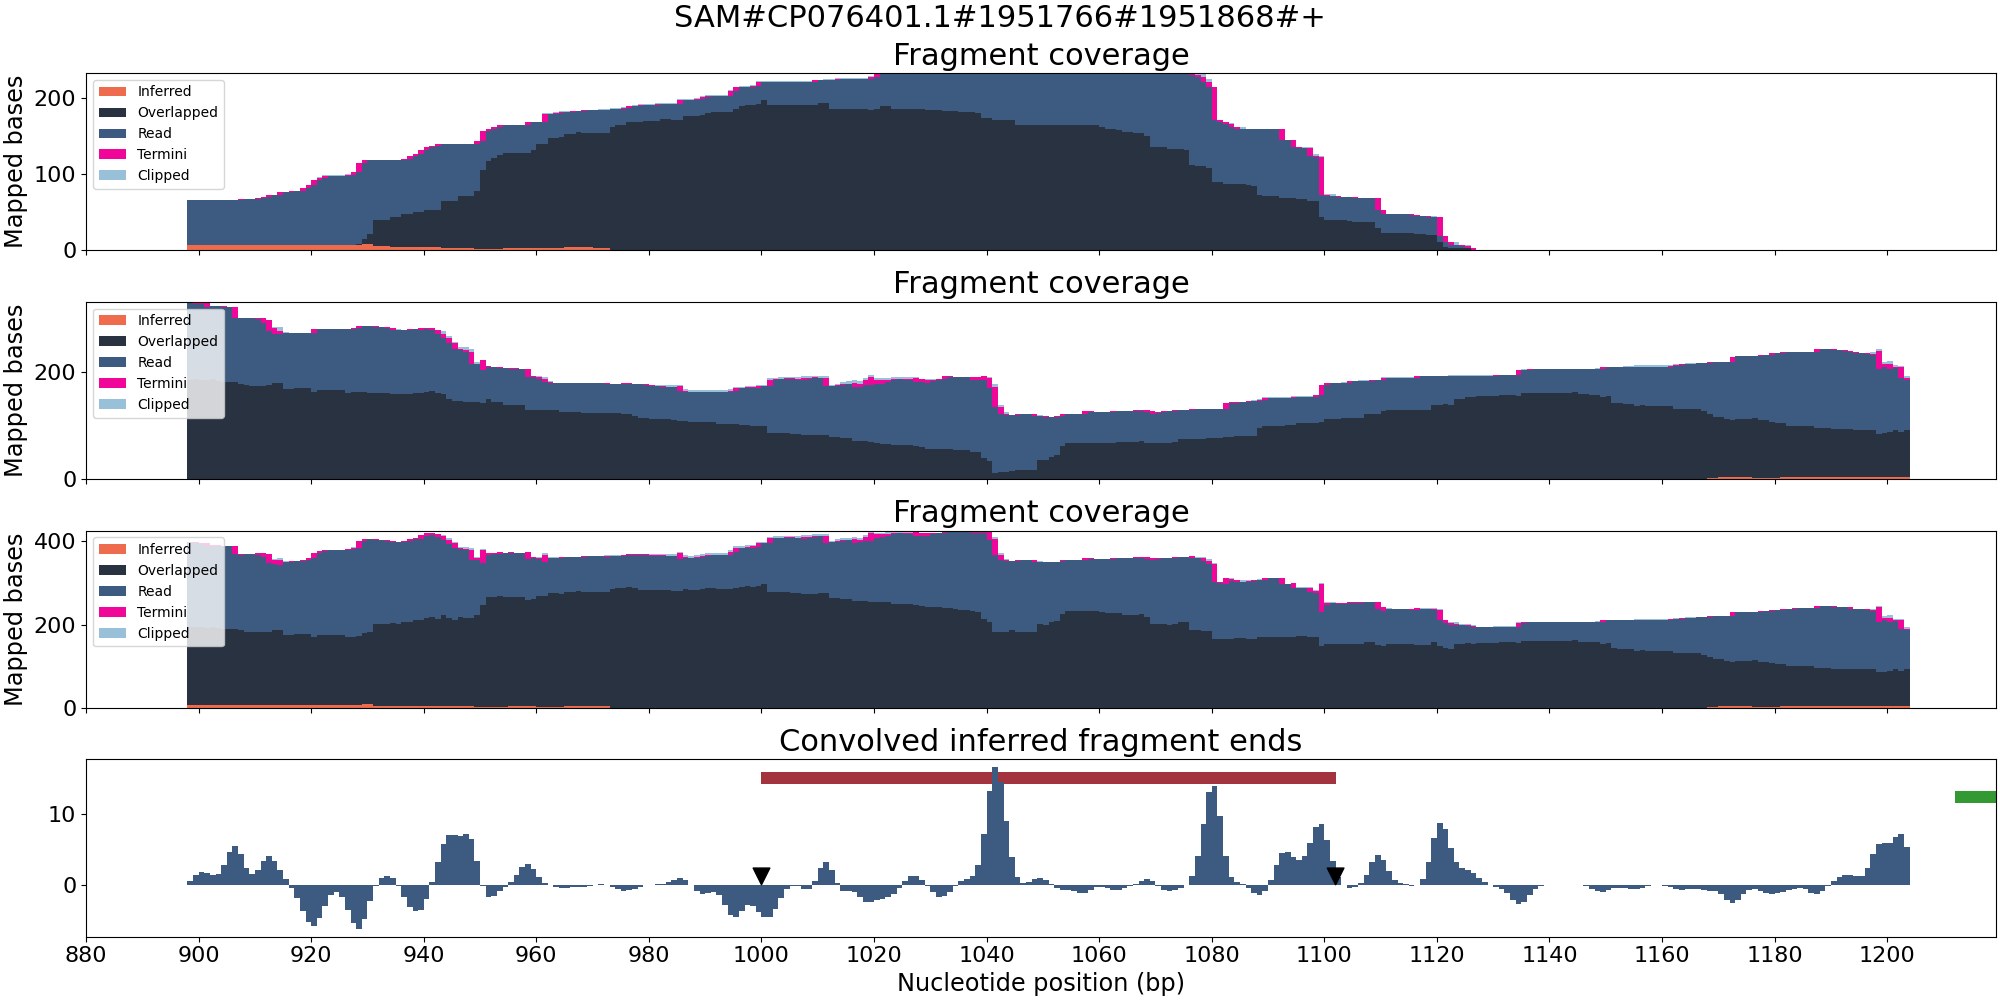 SAM#CP076401.1#1951766#1951868#+
Fragment coverage
Mapped bases
200
100
0
Inferred
Overlapped
Read
Termini
Clipped
Fragment coverage
Mapped bases
200
0
Inferred
Overlapped
Read
Termini
Clipped
Fragment coverage
Mapped bases
400
200
0
Inferred
Overlapped
Read
Termini
Clipped
Convolved inferred fragment ends
10
0
880 900 920 940 960 980 1000 1020 1040 1060 1080 1100 1120 1140 1160 1180 1200
Nucleotide position (bp)